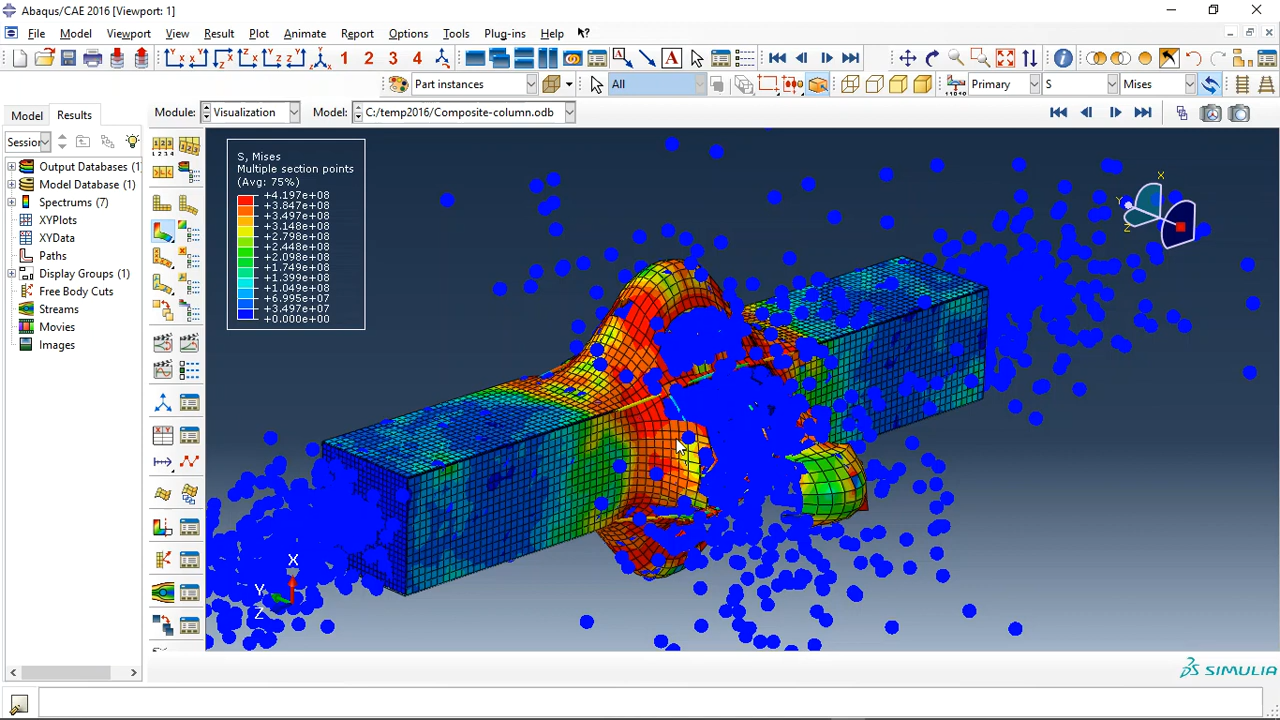 Abaqus/CAE 2016 [Viewport: 1]
File Model Viewport View Result Plot Animate Report Options Tools Plug-ins Help
1 2 3 4 A
Part instances All Primary S Mises
Model Results Module: Visualization Model: C:/temp2016/Composite-column.odb
Session
Output Databases (1)
Model Database (1)
Spectrums (7)
XYPlots
XYData
Paths
Display Groups (1)
Free Body Cuts
Streams
Movies
Images
S, Mises
Multiple section points
(Avg: 75%)
+4.197e+08
+3.847e+08
+3.497e+08
+3.148e+08
+2.798e+08
+2.448e+08
+2.098e+08
+1.749e+08
+1.399e+08
+1.049e+08
+6.995e+07
+3.497e+07
+0.000e+00
X
Y
Z
X
Y
Z
SIMULIA